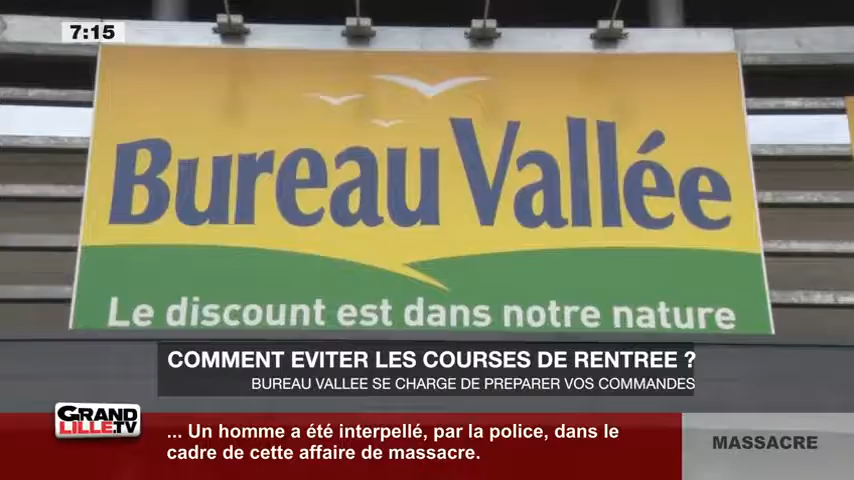 7:15
Bureau Vallée
Le discount est dans notre nature
COMMENT EVITER LES COURSES DE RENTREE ?
BUREAU VALLEE SE CHARGE DE PREPARER VOS COMMANDES
GRAND
LILLE.TV
... Un homme a été interpellé, par la police, dans le
cadre de cette affaire de massacre.
MASSACRE